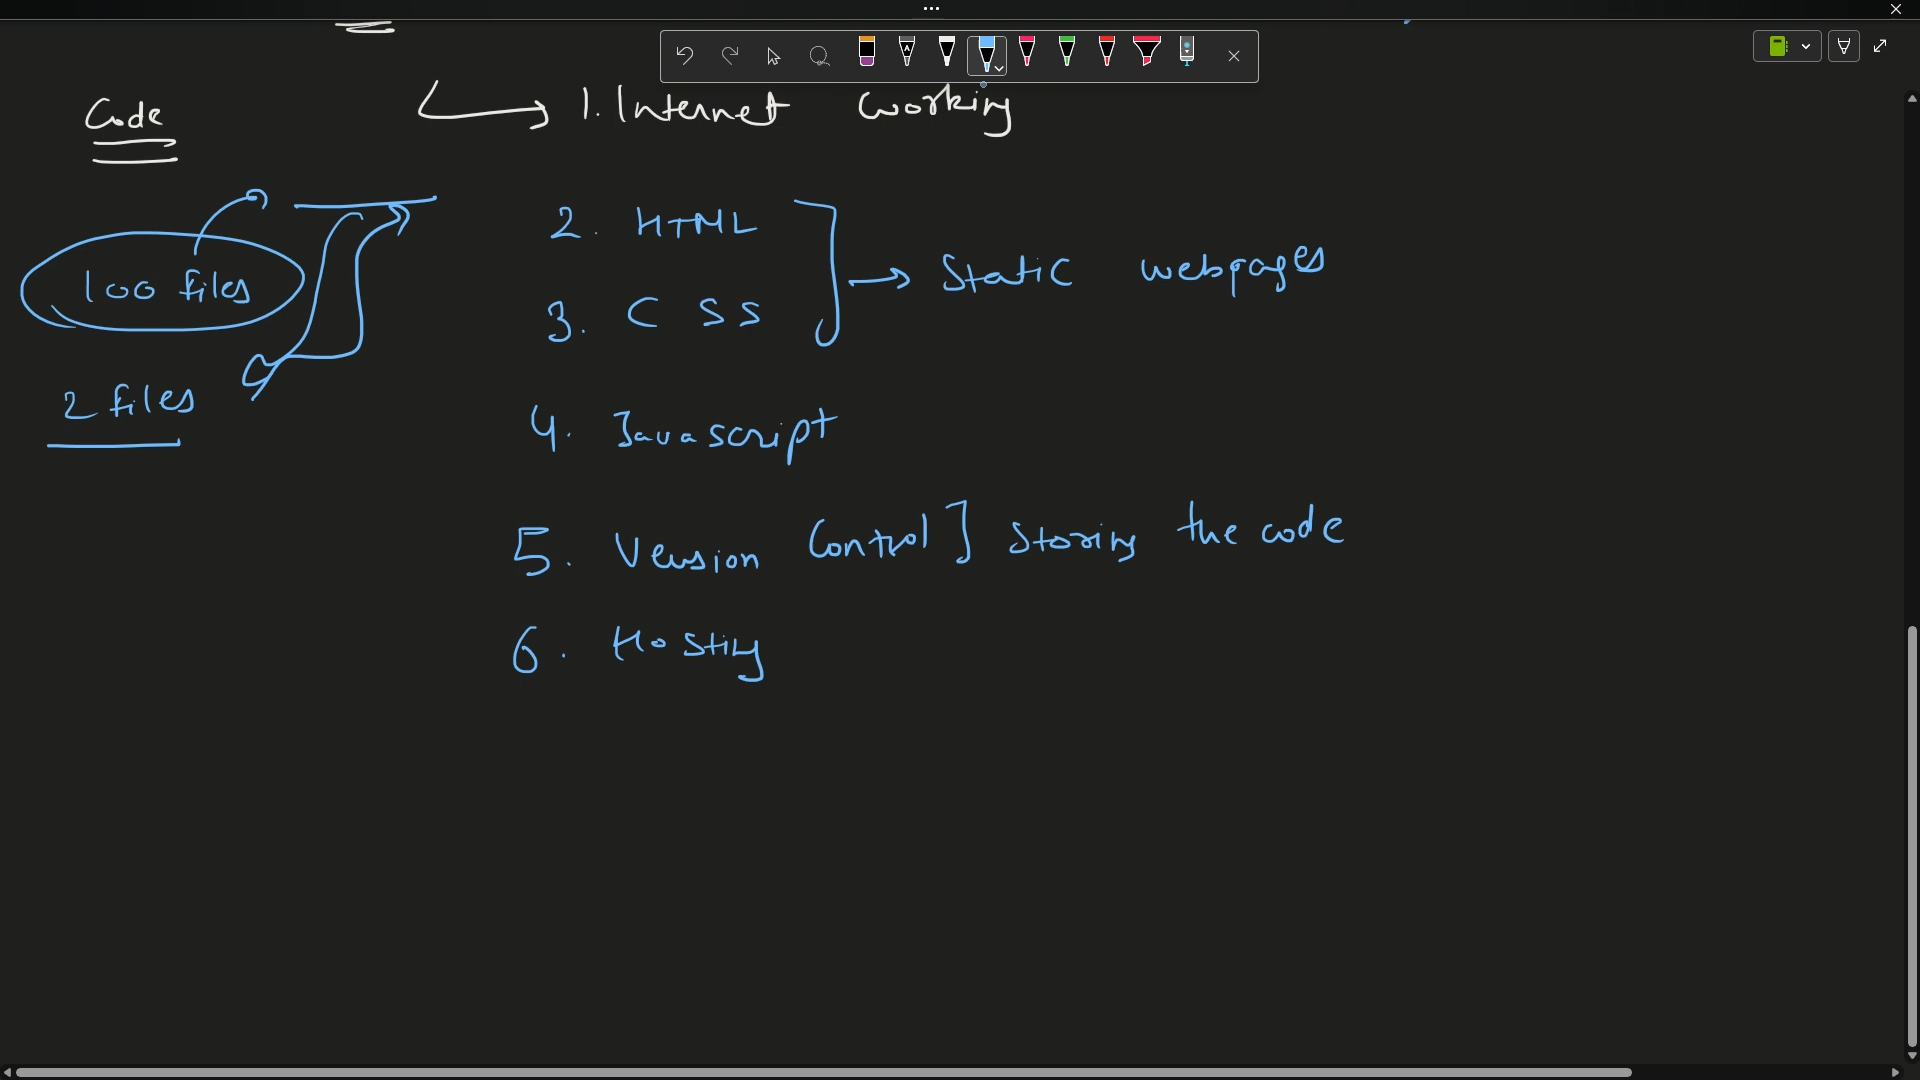 Code
1. Internet working
100 files
2 files
2. HTML
3. CSS
Static webpages
4. Javascript
5. Version Control ] Storing the code
6. Hosting